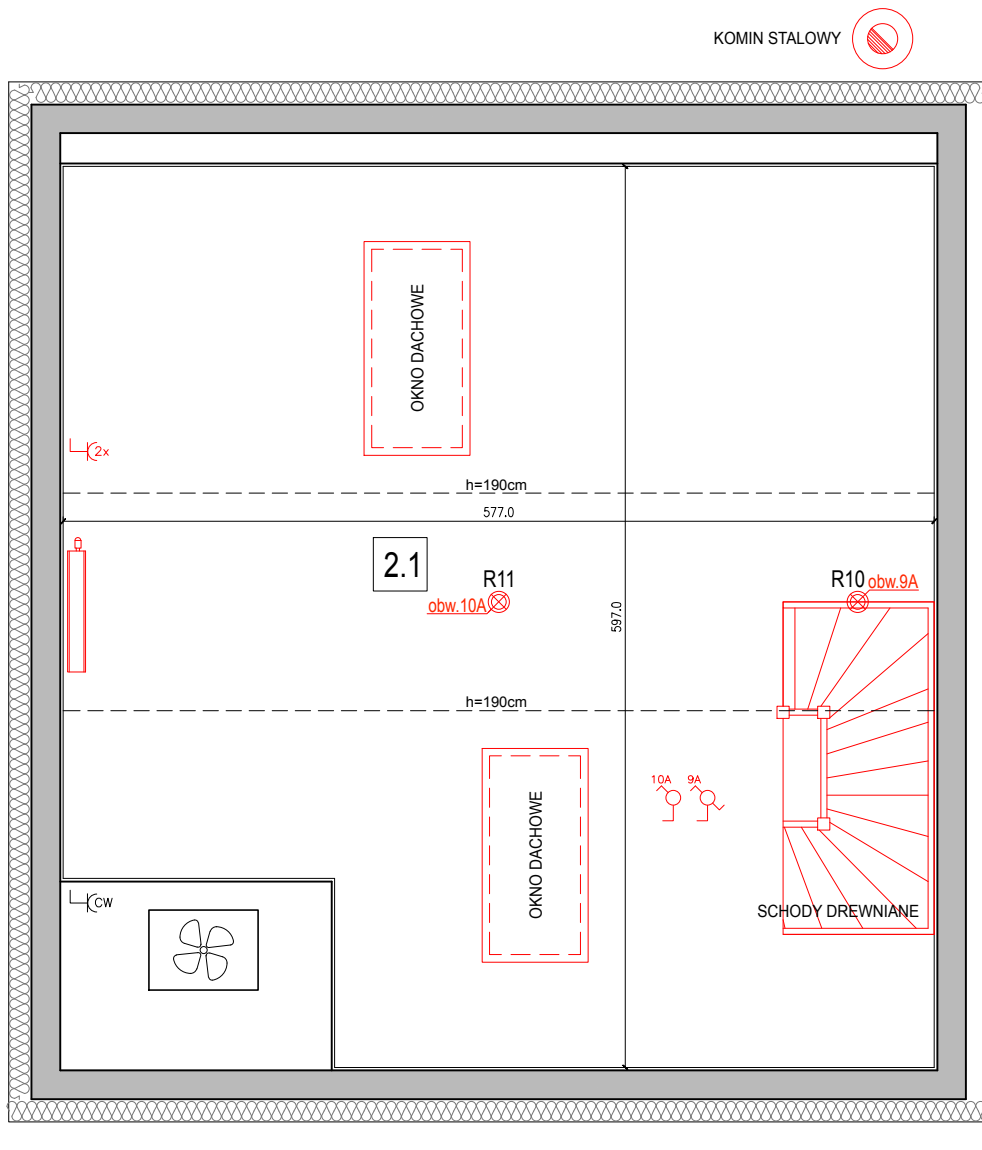 KOMIN STALOWY
OKNO DACHOWE
2x
h=190cm
577.0
2.1
R11
obw.10A
597.0
R10 obw.9A
h=190cm
10A 9A
OKNO DACHOWE
CW
SCHODY DREWNIANE